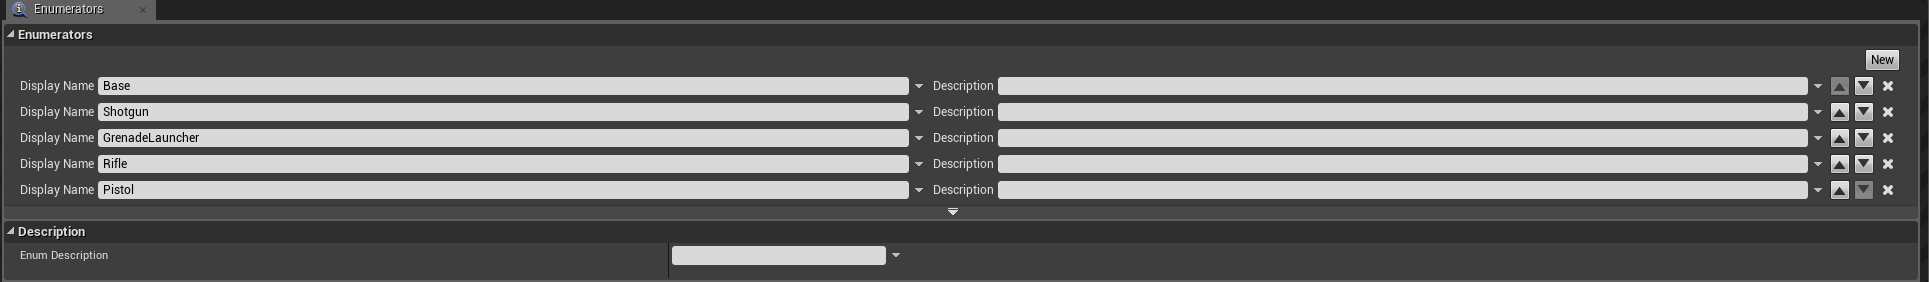 Enumerators
Enumerators
New
Display Name Base Description
Display Name Shotgun Description
Display Name GrenadeLauncher Description
Display Name Rifle Description
Display Name Pistol Description
Description
Enum Description